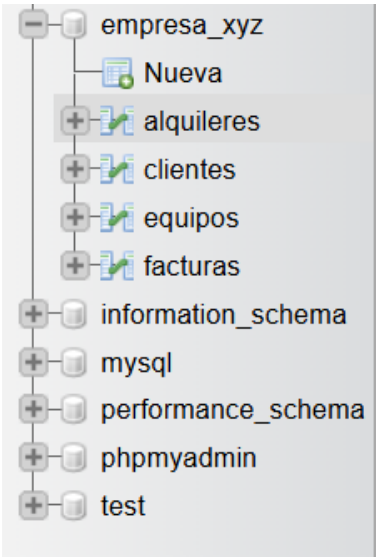 empresa_xyz
Nueva
alquileres
clientes
equipos
facturas
information_schema
mysql
performance_schema
phpmyadmin
test